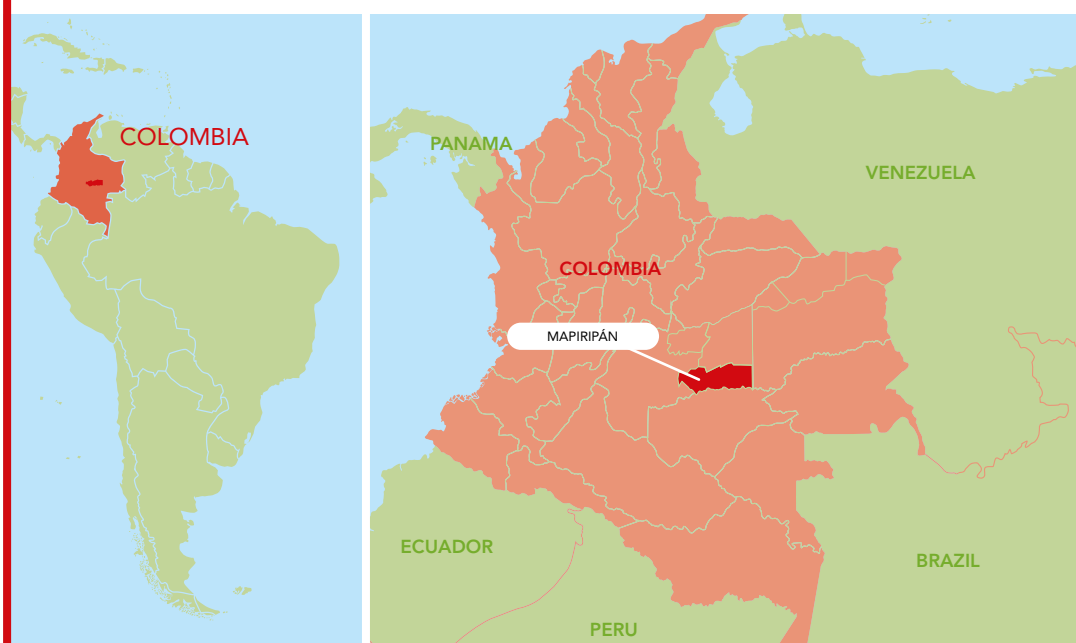 COLOMBIA
PANAMA
VENEZUELA
COLOMBIA
MAPIRIPÁN
ECUADOR
BRAZIL
PERU